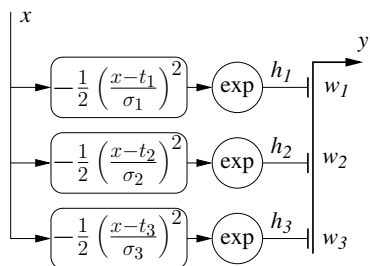 x
y
−1/2 (x−t₁/σ₁)² exp h₁ w₁
−1/2 (x−t₂/σ₂)² exp h₂ w₂
−1/2 (x−t₃/σ₃)² exp h₃ w₃